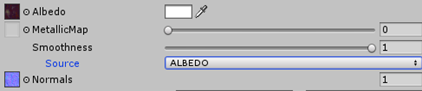 Albedo
MetallicMap 0
Smoothness 1
Source ALBEDO
Normals 1